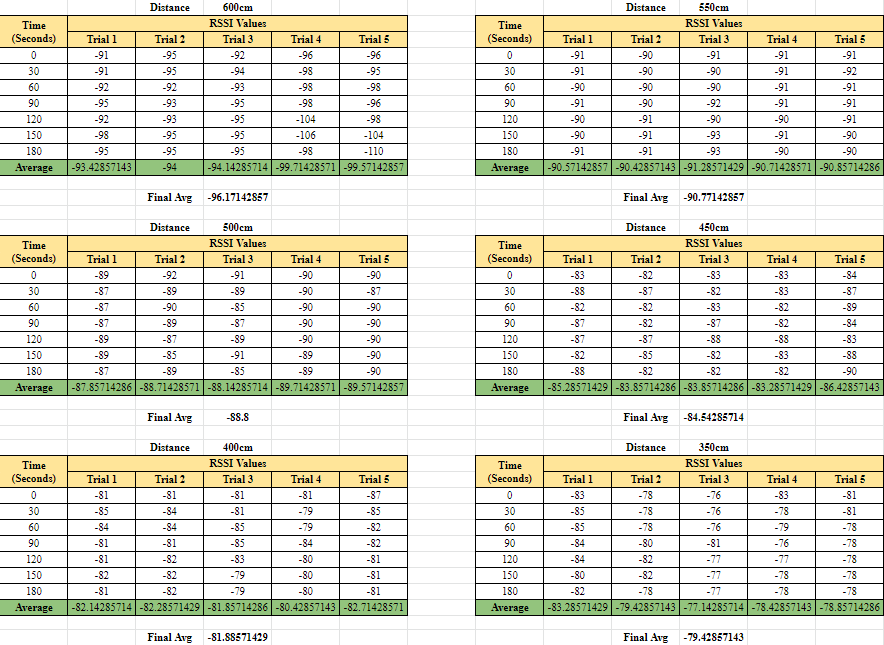 Distance 600cm
Time (Seconds) RSSI Values
Trial 1 Trial 2 Trial 3 Trial 4 Trial 5
0 -91 -95 -92 -96 -96
30 -91 -95 -94 -98 -95
60 -92 -92 -93 -98 -98
90 -95 -93 -95 -98 -96
120 -92 -93 -95 -104 -98
150 -98 -95 -95 -106 -104
180 -95 -95 -95 -98 -110
Average -93.42857143 -94 -94.14285714 -99.71428571 -99.57142857
Final Avg -96.17142857
Distance 550cm
Time (Seconds) RSSI Values
Trial 1 Trial 2 Trial 3 Trial 4 Trial 5
0 -91 -90 -91 -91 -91
30 -91 -90 -90 -91 -92
60 -90 -90 -90 -91 -91
90 -91 -90 -92 -91 -91
120 -90 -91 -90 -90 -91
150 -90 -91 -93 -91 -90
180 -91 -91 -93 -90 -90
Average -90.57142857 -90.42857143 -91.28571429 -90.71428571 -90.85714286
Final Avg -90.77142857
Distance 500cm
Time (Seconds) RSSI Values
Trial 1 Trial 2 Trial 3 Trial 4 Trial 5
0 -89 -92 -91 -90 -90
30 -87 -89 -89 -90 -87
60 -87 -90 -85 -90 -90
90 -87 -89 -87 -90 -90
120 -89 -87 -89 -90 -90
150 -89 -85 -91 -89 -90
180 -87 -89 -85 -89 -90
Average -87.85714286 -88.71428571 -88.14285714 -89.71428571 -89.57142857
Final Avg -88.8
Distance 450cm
Time (Seconds) RSSI Values
Trial 1 Trial 2 Trial 3 Trial 4 Trial 5
0 -83 -82 -83 -83 -84
30 -88 -87 -82 -83 -87
60 -82 -82 -83 -82 -89
90 -87 -82 -87 -82 -84
120 -87 -87 -88 -88 -83
150 -82 -85 -82 -83 -88
180 -88 -82 -82 -82 -90
Average -85.28571429 -83.85714286 -83.85714286 -83.28571429 -86.42857143
Final Avg -84.54285714
Distance 400cm
Time (Seconds) RSSI Values
Trial 1 Trial 2 Trial 3 Trial 4 Trial 5
0 -81 -81 -81 -81 -87
30 -85 -84 -81 -79 -85
60 -84 -84 -85 -79 -82
90 -81 -81 -85 -84 -82
120 -81 -82 -83 -80 -81
150 -82 -82 -79 -80 -81
180 -81 -82 -79 -80 -81
Average -82.14285714 -82.28571429 -81.85714286 -80.42857143 -82.71428571
Final Avg -81.88571429
Distance 350cm
Time (Seconds) RSSI Values
Trial 1 Trial 2 Trial 3 Trial 4 Trial 5
0 -83 -78 -76 -83 -81
30 -85 -78 -76 -78 -81
60 -85 -78 -76 -79 -78
90 -84 -80 -81 -76 -78
120 -84 -82 -77 -77 -78
150 -80 -82 -77 -78 -78
180 -82 -78 -77 -78 -78
Average -83.28571429 -79.42857143 -77.14285714 -78.42857143 -78.85714286
Final Avg -79.42857143